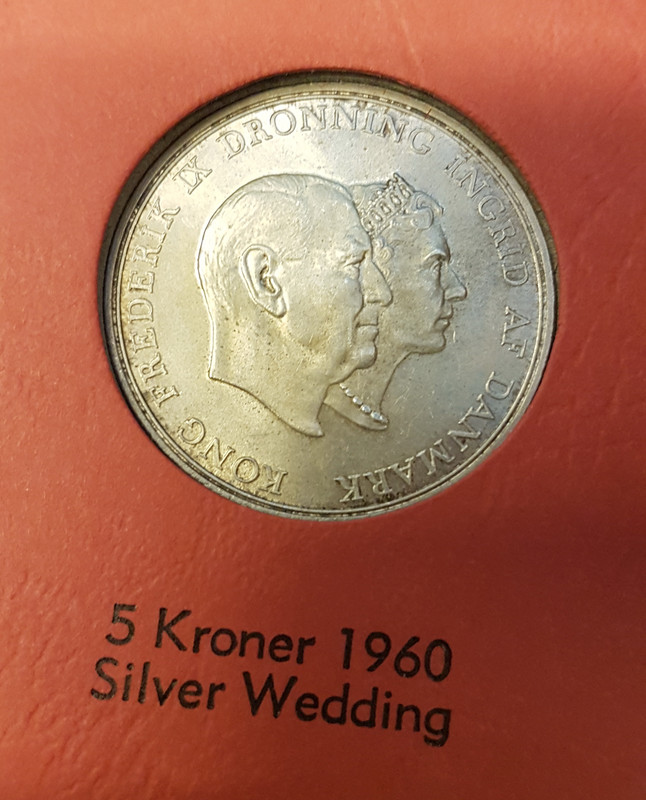 KONG FREDERIK IX DRONNING INGRID AF DANMARK
5 Kroner 1960
Silver Wedding